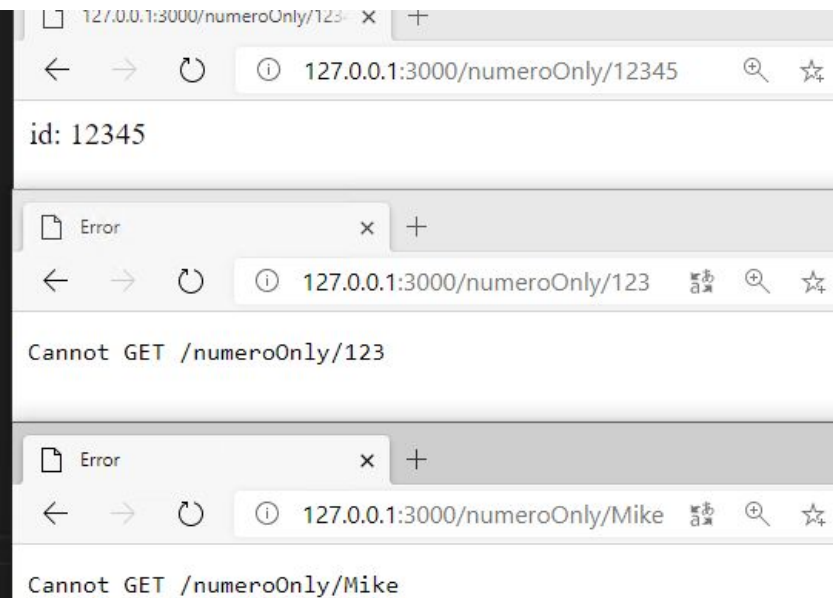 127.0.0.1:3000/numeroOnly/123
127.0.0.1:3000/numeroOnly/12345
id: 12345
Error
127.0.0.1:3000/numeroOnly/123
Cannot GET /numeroOnly/123
Error
127.0.0.1:3000/numeroOnly/Mike
Cannot GET /numeroOnly/Mike